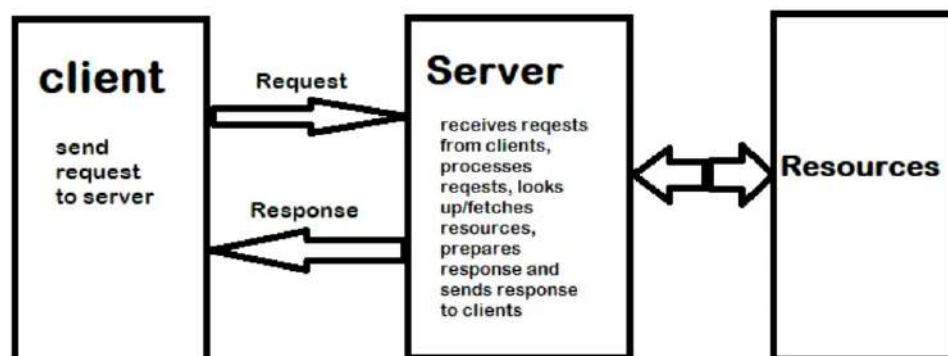 client
send
request
to server
Request
Response
Server
receives reqests
from clients,
processes
reqests, looks
up/fetches
resources,
prepares
response and
sends response
to clients
Resources